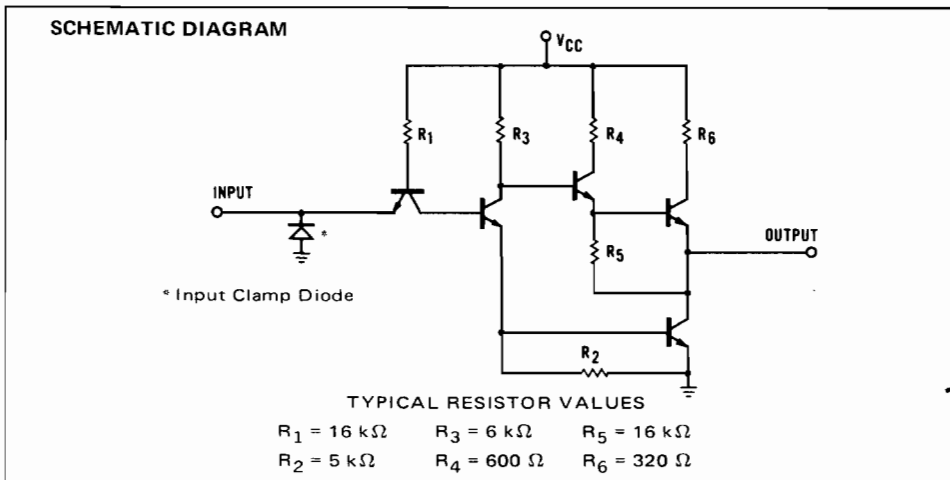 SCHEMATIC DIAGRAM
VCC
R1
R3
R4
R6
INPUT
*
R5
OUTPUT
* Input Clamp Diode
R2
TYPICAL RESISTOR VALUES
R1 = 16 kΩ R3 = 6 kΩ R5 = 16 kΩ
R2 = 5 kΩ R4 = 600 Ω R6 = 320 Ω